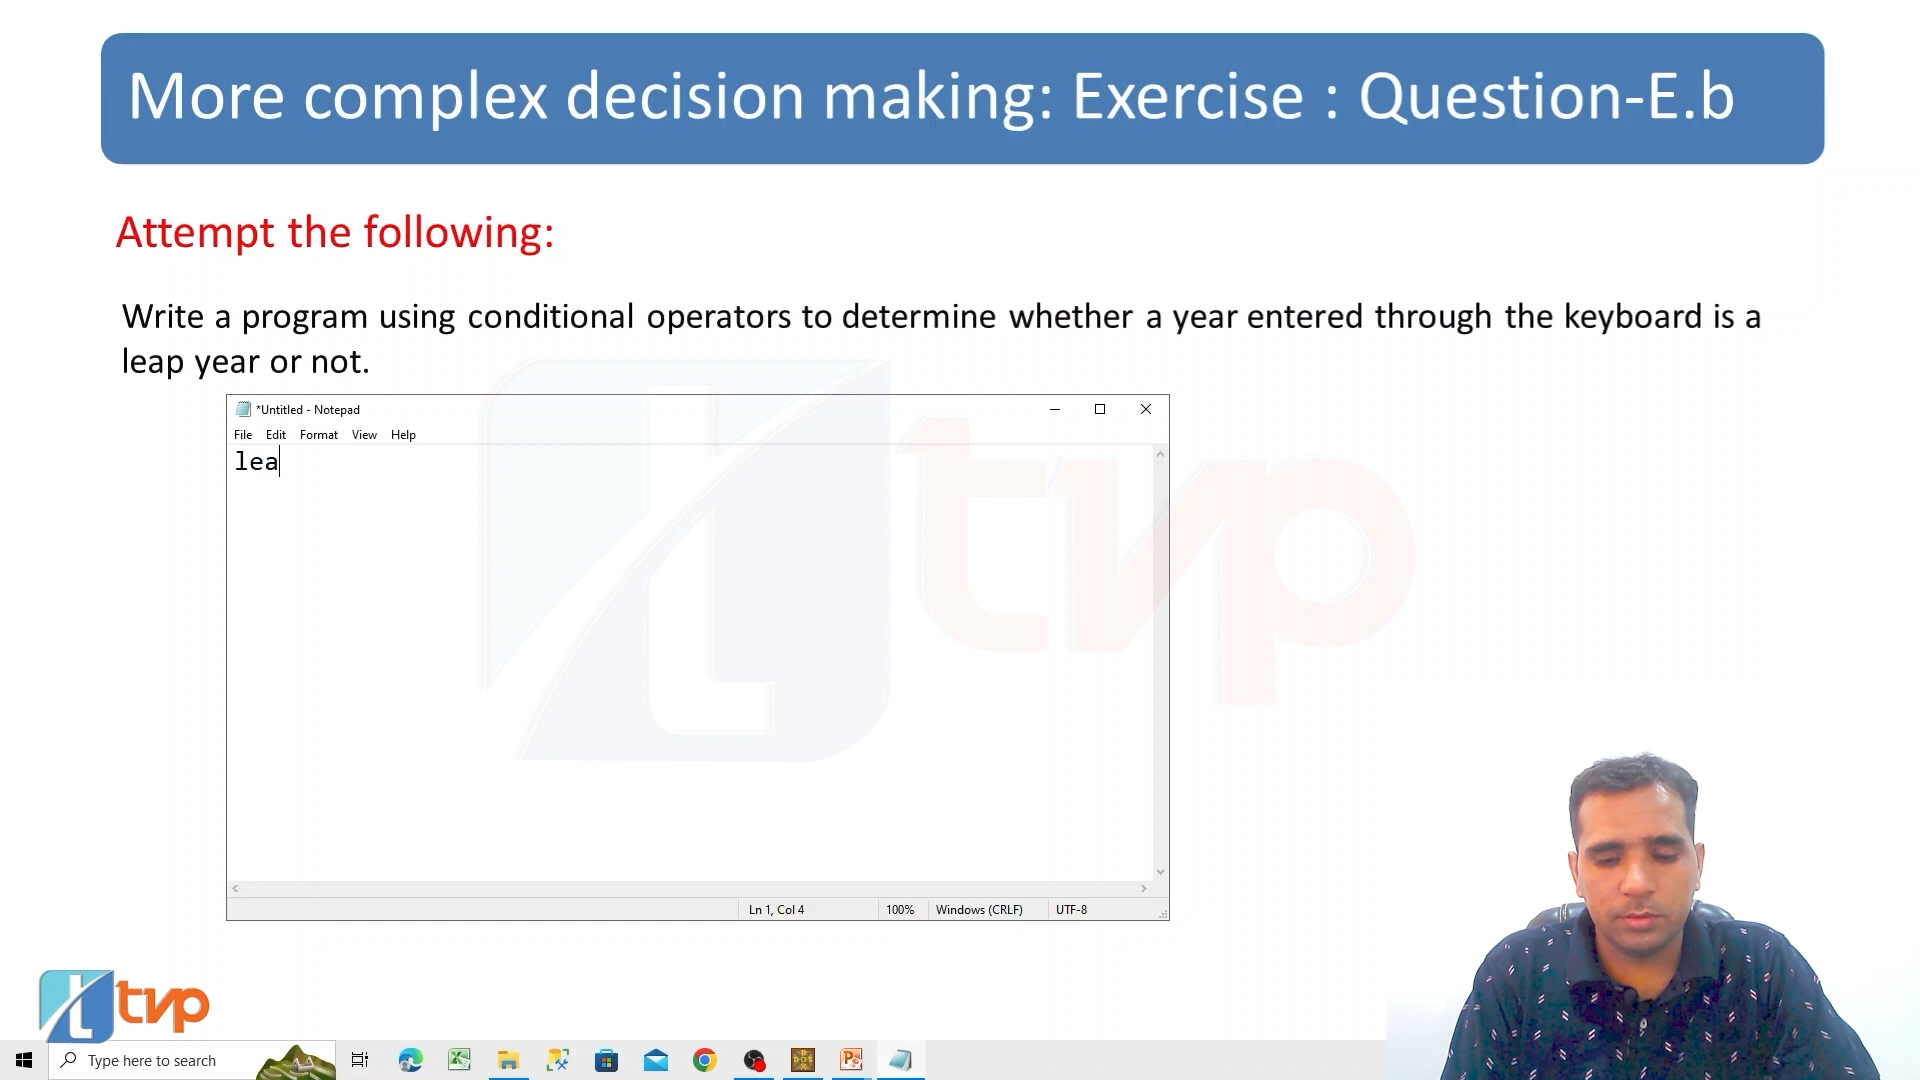 More complex decision making: Exercise : Question-E.b
Attempt the following:
Write a program using conditional operators to determine whether a year entered through the keyboard is a
leap year or not.
*Untitled - Notepad
File Edit Format View Help
lea
tvp
Ln 1, Col 4 100% Windows (CRLF) UTF-8
tvp
Type here to search